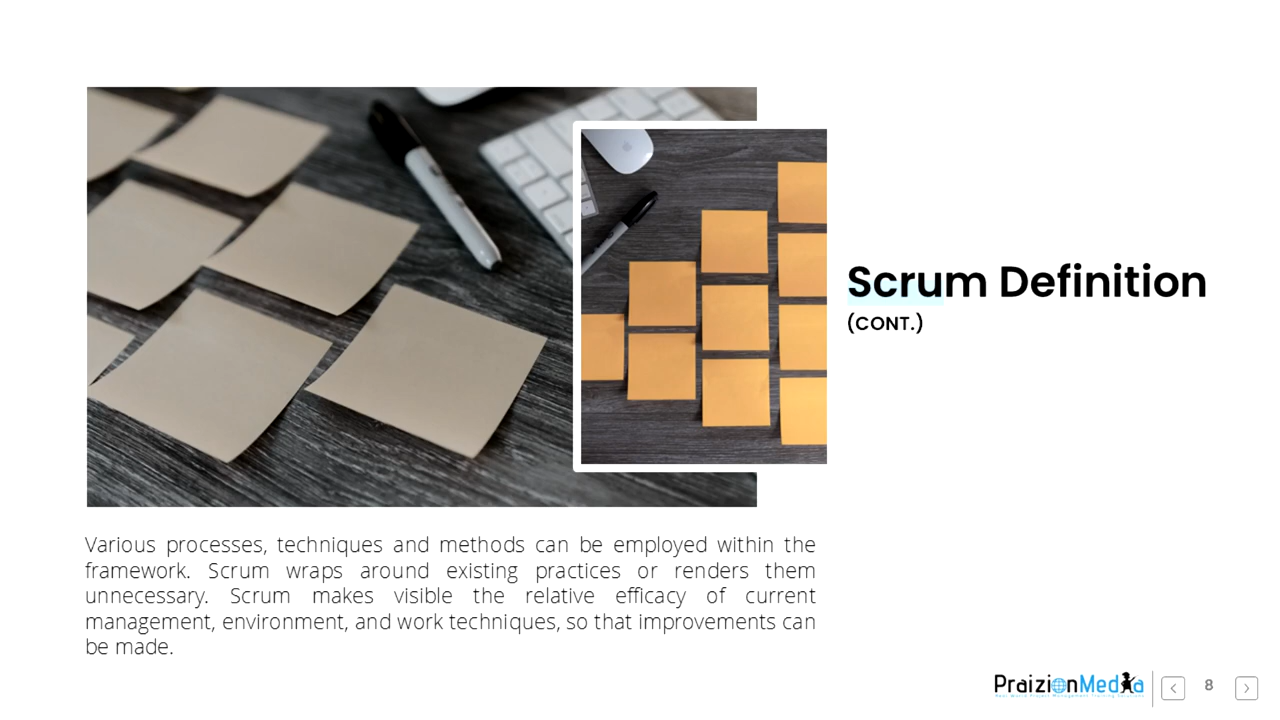 Scrum Definition
(CONT.)
Various processes, techniques and methods can be employed within the
framework. Scrum wraps around existing practices or renders them
unnecessary. Scrum makes visible the relative efficacy of current
management, environment, and work techniques, so that improvements can
be made.
PraizionMedia
8